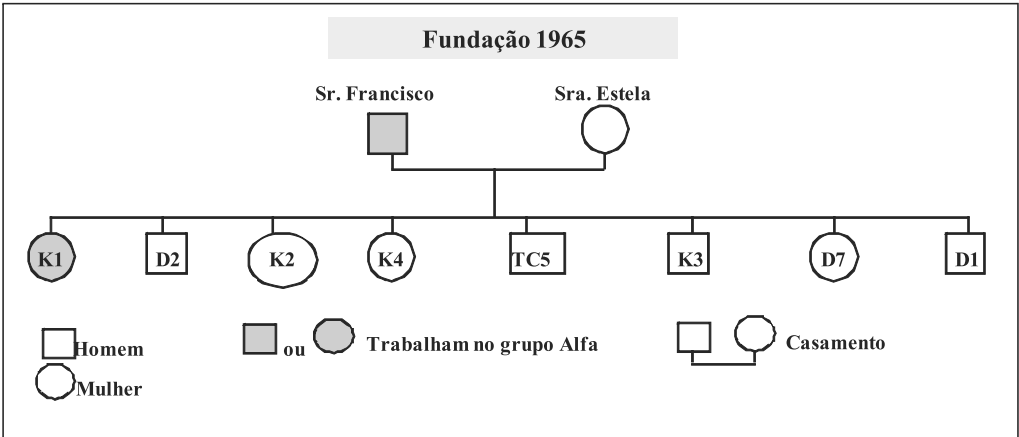 Fundação 1965
Sr. Francisco Sra. Estela
K1 D2 K2 K4 TC5 K3 D7 D1
Homem
ou Trabalham no grupo Alfa
Casamento
Mulher